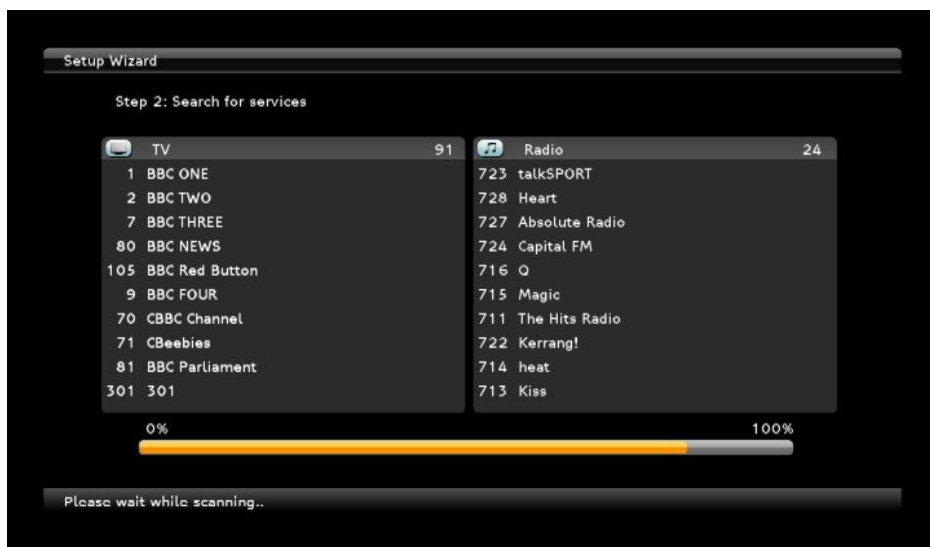 Setup Wizard
Step 2: Search for services
TV 91
1 BBC ONE
2 BBC TWO
7 BBC THREE
80 BBC NEWS
105 BBC Red Button
9 BBC FOUR
70 CBBC Channel
71 CBeebies
81 BBC Parliament
301 301
Radio 24
723 talkSPORT
728 Heart
727 Absolute Radio
724 Capital FM
716 Q
715 Magic
711 The Hits Radio
722 Kerrang!
714 heat
713 Kiss
0% 100%
Please wait while scanning..